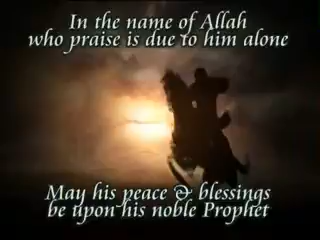 In the name of Allah
who praise is due to him alone
May his peace & blessings
be upon his noble Prophet